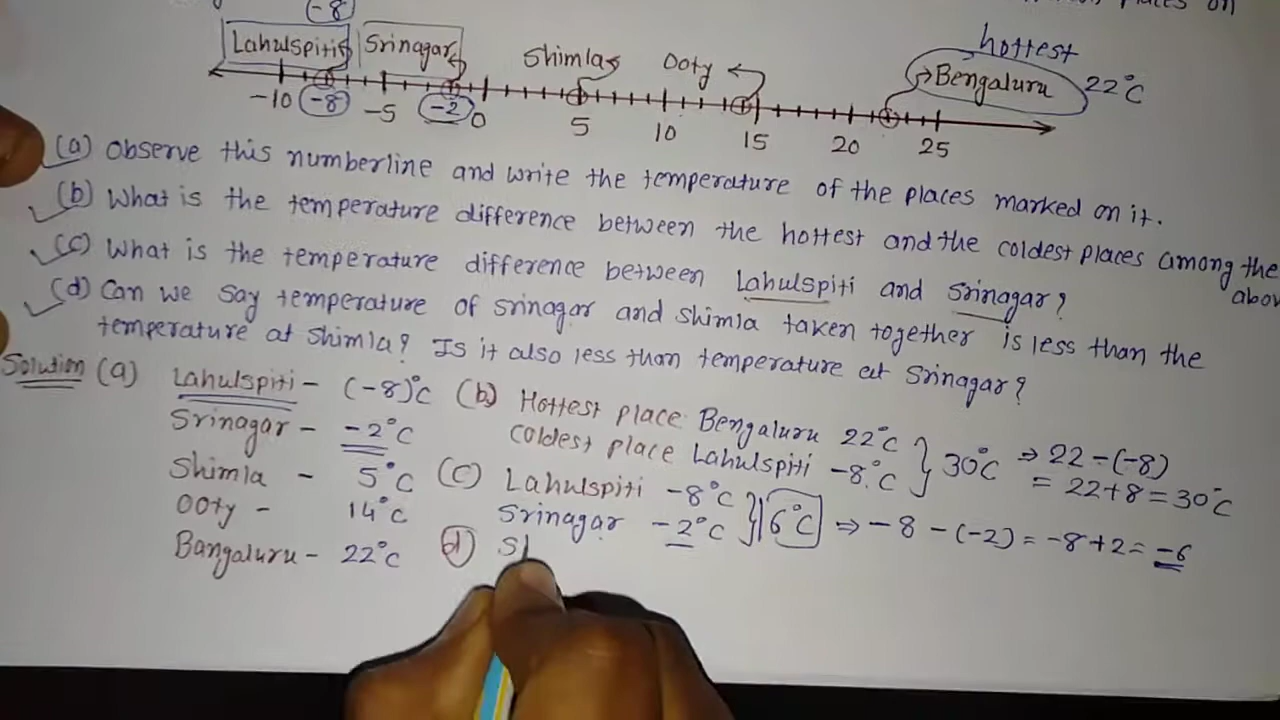 -8
places on
hottest
Lahulspiti Srinagar Shimla Ooty Bengaluru 22°C
-10 -8 -5 -2 0 5 10 15 20 25
(a) Observe this numberline and write the temperature of the places marked on it.
(b) What is the temperature difference between the hottest and the coldest places among the
abov
(c) What is the temperature difference between Lahulspiti and Srinagar?
(d) Can we say temperature of srinagar and shimla taken together is less than the
temperature at shimla? Is it also less than temperature at Srinagar?
Solution (a) Lahulspiti - (-8)°C (b) Hottest place Bengaluru 22°C } 30°C ⇒ 22-(-8)
Srinagar - -2°C coldest place Lahulspiti -8°C = 22+8 = 30°C
Shimla - 5°C (c) Lahulspiti -8°C } 6°C ⇒ -8-(-2) = -8+2 = -6
Ooty - 14°C Srinagar -2°C
Bangaluru - 22°C (d) S